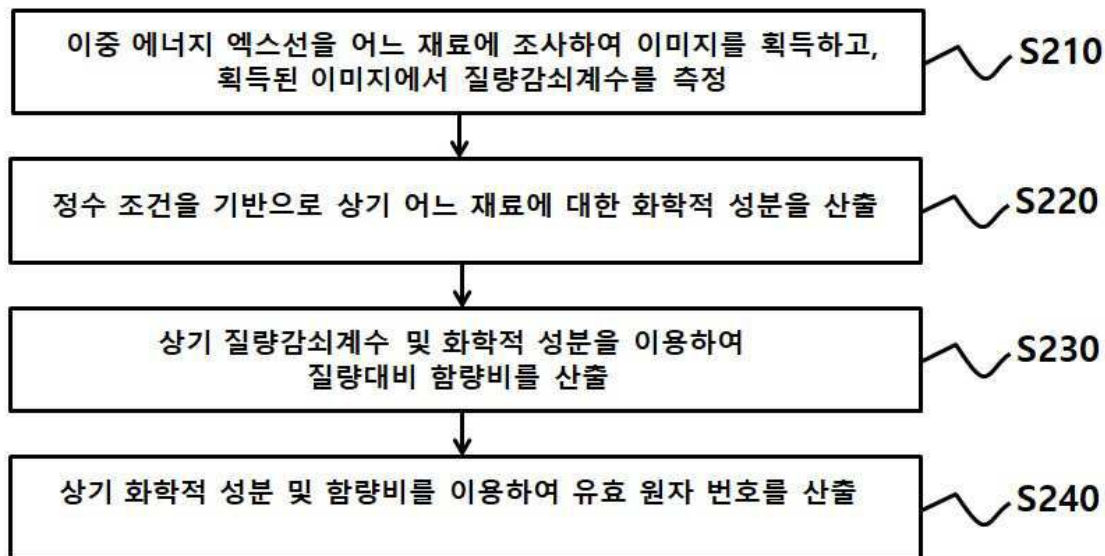 이중 에너지 엑스선을 어느 재료에 조사하여 이미지를 획득하고,
획득된 이미지에서 질량감쇠계수를 측정
S210
정수 조건을 기반으로 상기 어느 재료에 대한 화학적 성분을 산출
S220
상기 질량감쇠계수 및 화학적 성분을 이용하여
질량대비 함량비를 산출
S230
상기 화학적 성분 및 함량비를 이용하여 유효 원자 번호를 산출
S240